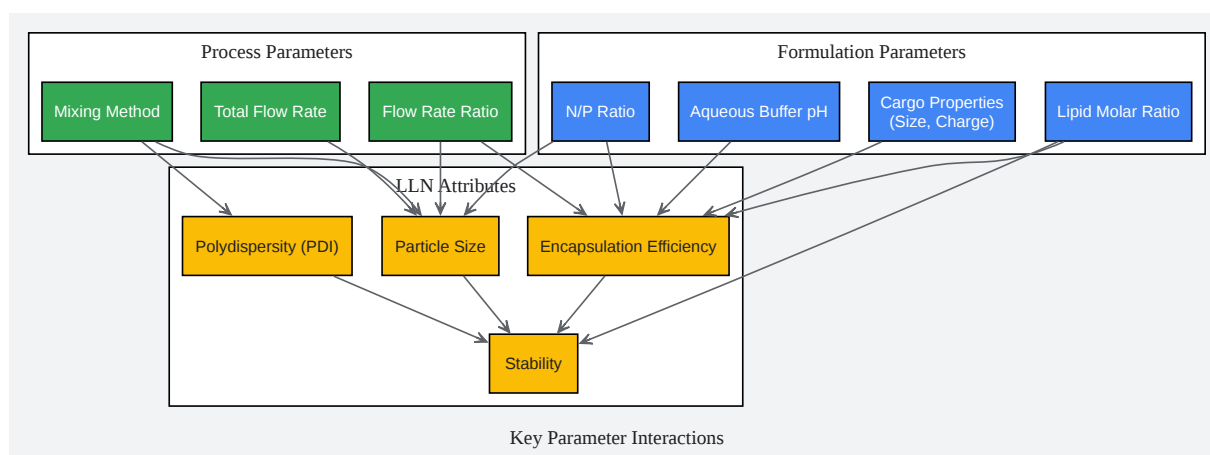 Process Parameters
Formulation Parameters
Mixing Method
Total Flow Rate
Flow Rate Ratio
N/P Ratio
Aqueous Buffer pH
Cargo Properties
(Size, Charge)
Lipid Molar Ratio
LLN Attributes
Polydispersity (PDI)
Particle Size
Encapsulation Efficiency
Stability
Key Parameter Interactions